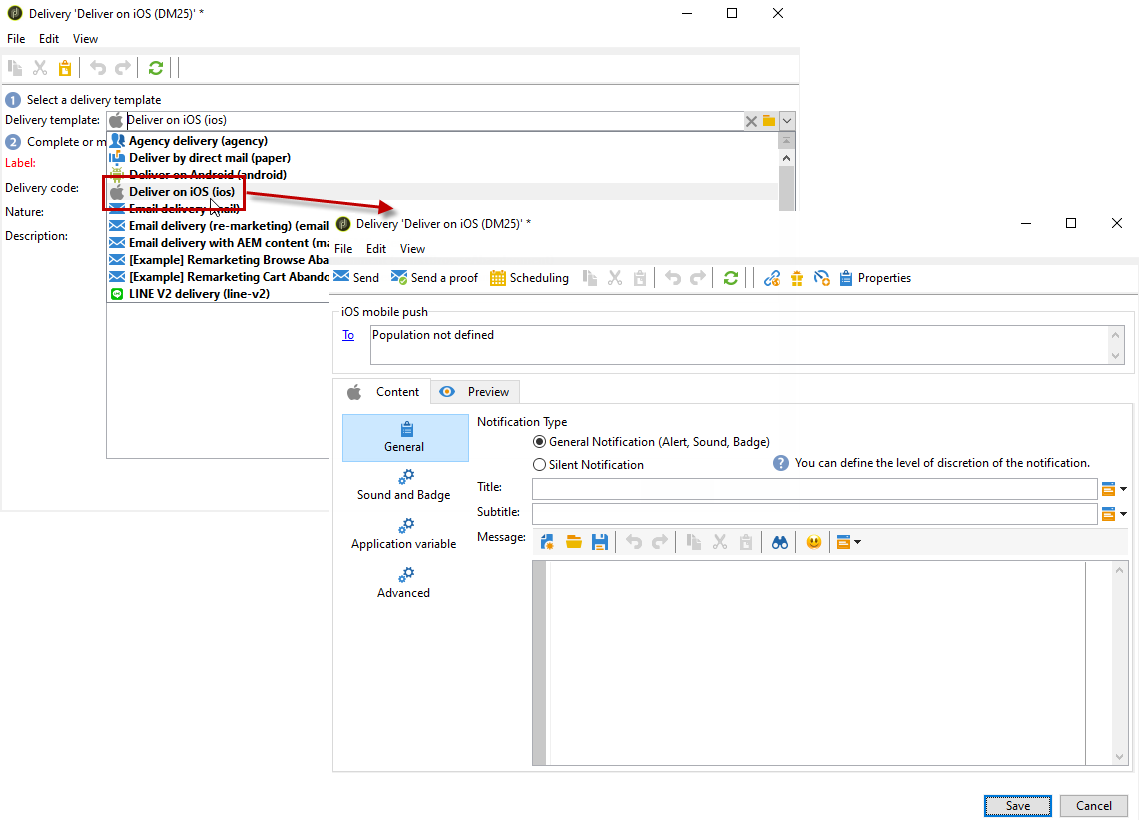 Delivery 'Deliver on iOS (DM25)' *
File Edit View
1 Select a delivery template
Delivery template: Deliver on iOS (ios)
2 Complete or m
Label:
Delivery code:
Nature:
Description:
Agency delivery (agency)
Deliver by direct mail (paper)
Deliver on Android (android)
Deliver on iOS (ios)
Email delivery (mail)
Email delivery (re-marketing) (email
Email delivery with AEM content (ma
[Example] Remarketing Browse Aba
[Example] Remarketing Cart Abando
LINE V2 delivery (line-v2)
Delivery 'Deliver on iOS (DM25)' *
File Edit View
Send Send a proof Scheduling Properties
iOS mobile push
To Population not defined
Content Preview
General
Sound and Badge
Application variable
Advanced
Notification Type
General Notification (Alert, Sound, Badge)
Silent Notification
? You can define the level of discretion of the notification.
Title:
Subtitle:
Message:
Save Cancel